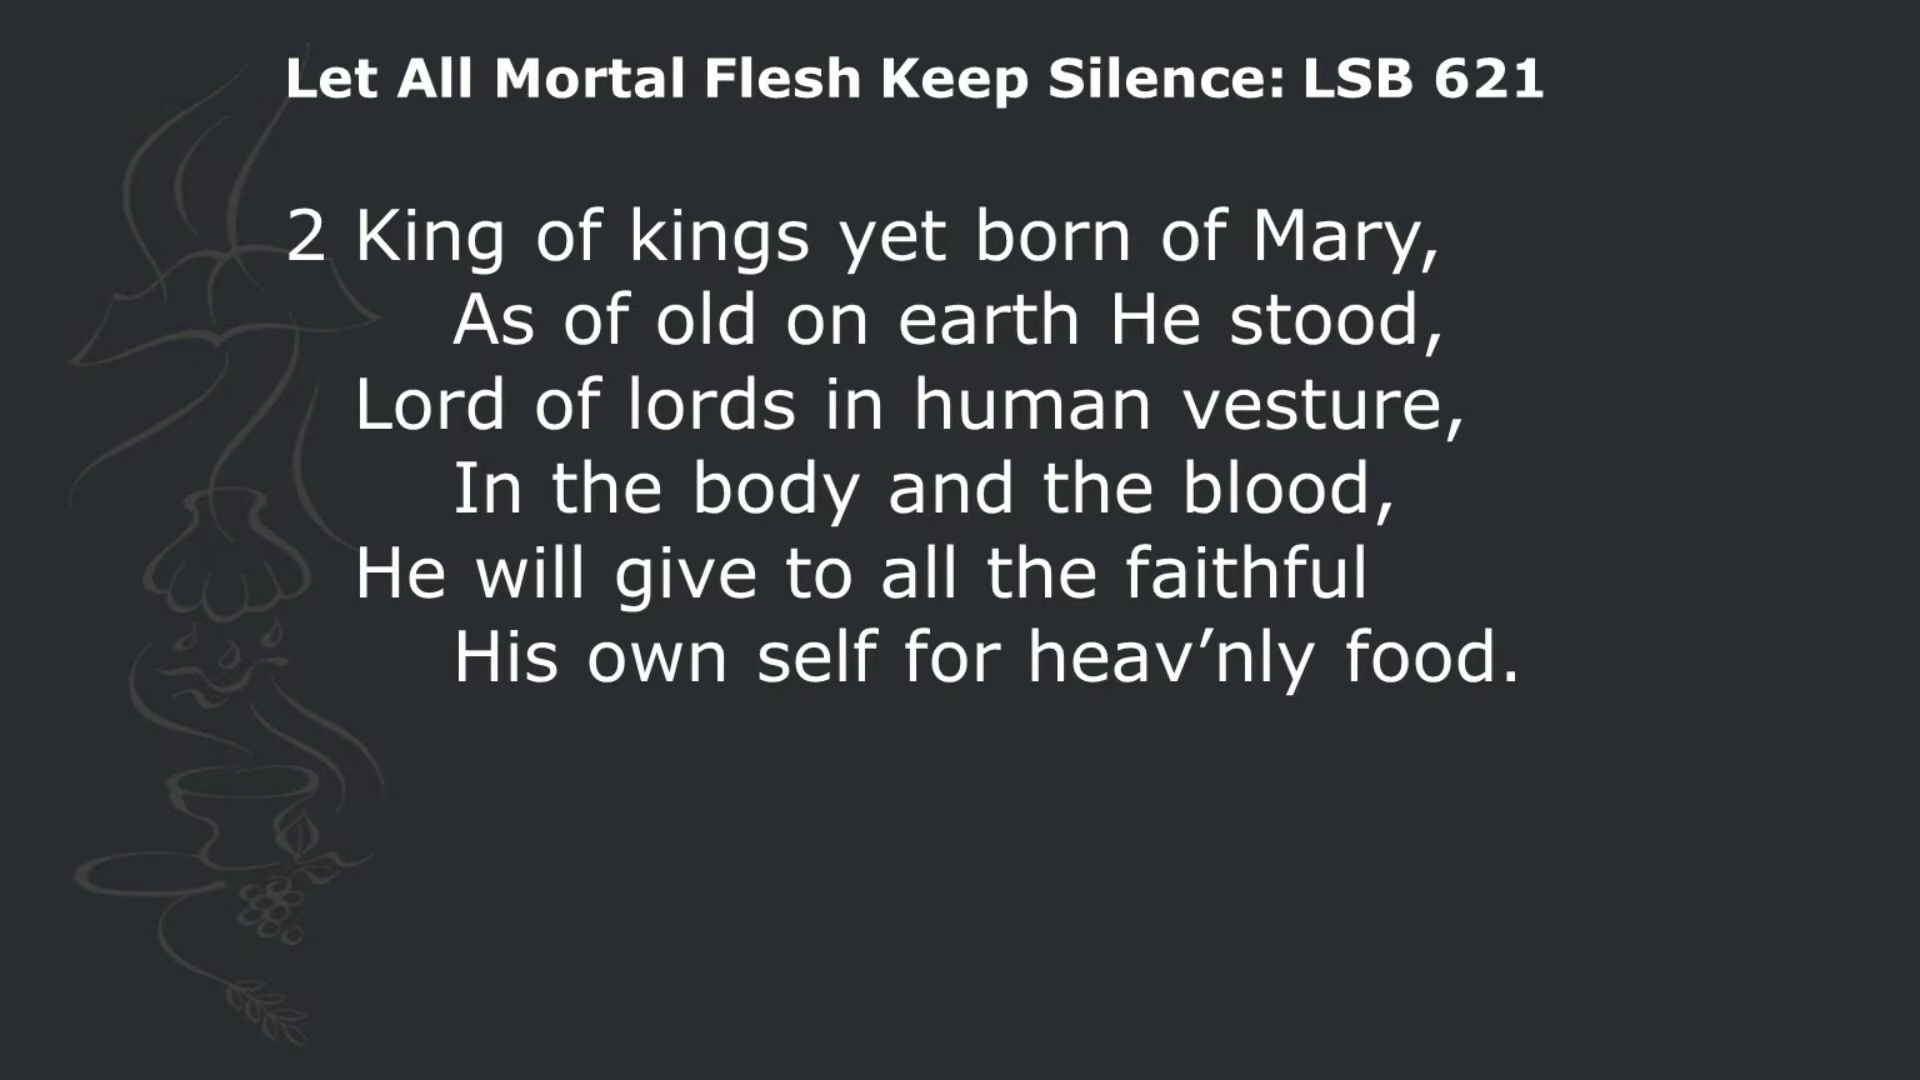 Let All Mortal Flesh Keep Silence: LSB 621
2 King of kings yet born of Mary,
As of old on earth He stood,
Lord of lords in human vesture,
In the body and the blood,
He will give to all the faithful
His own self for heav’nly food.